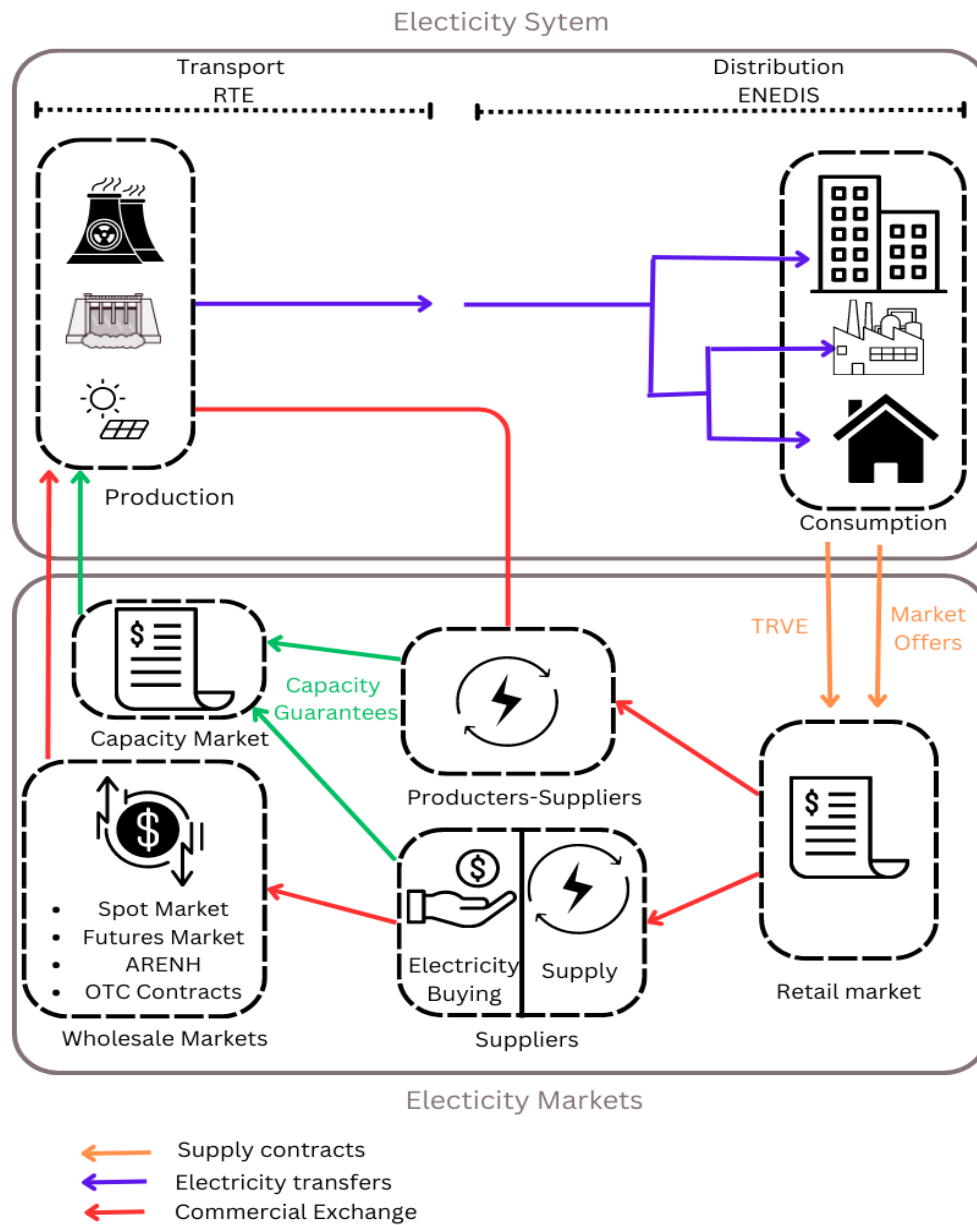 Electicity Sytem
Transport
RTE
Distribution
ENEDIS
Production
Consumption
TRVE
Market
Offers
Capacity
Guarantees
Capacity Market
Producters-Suppliers
Spot Market
Futures Market
ARENH
OTC Contracts
Wholesale Markets
Electricity
Buying
Supply
Suppliers
Retail market
Electicity Markets
Supply contracts
Electricity transfers
Commercial Exchange